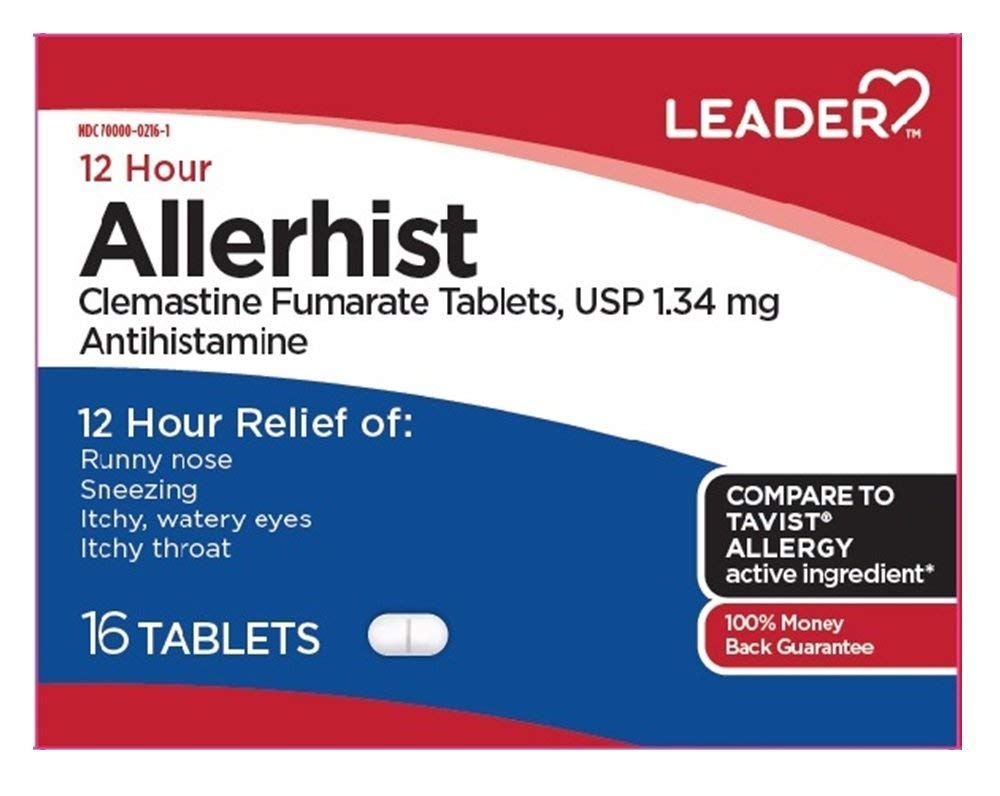 LEADER™
NDC 70000-0216-1
12 Hour
Allerhist
Clemastine Fumarate Tablets, USP 1.34 mg
Antihistamine
12 Hour Relief of:
Runny nose
Sneezing
Itchy, watery eyes
Itchy throat
16 TABLETS
COMPARE TO
TAVIST®
ALLERGY
active ingredient*
100% Money
Back Guarantee